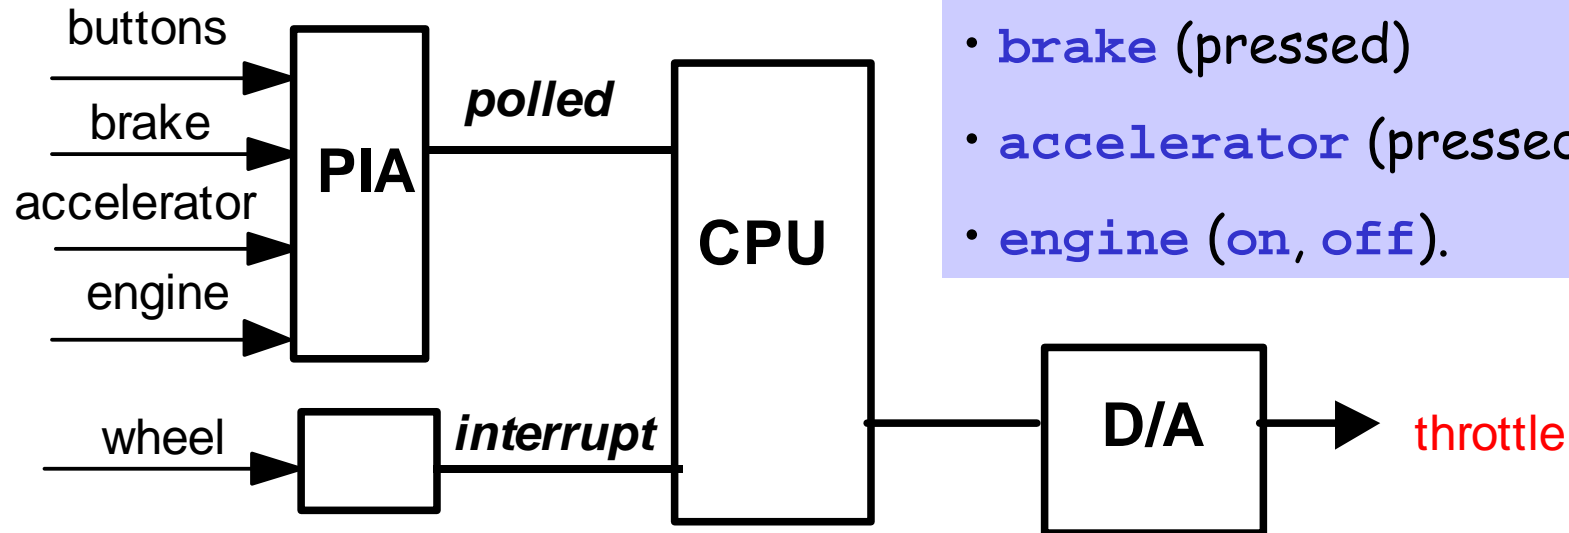 buttons
brake
accelerator
engine
wheel
PIA
polled
interrupt
CPU
D/A
throttle
• brake (pressed)
• accelerator (pressed
• engine (on, off).